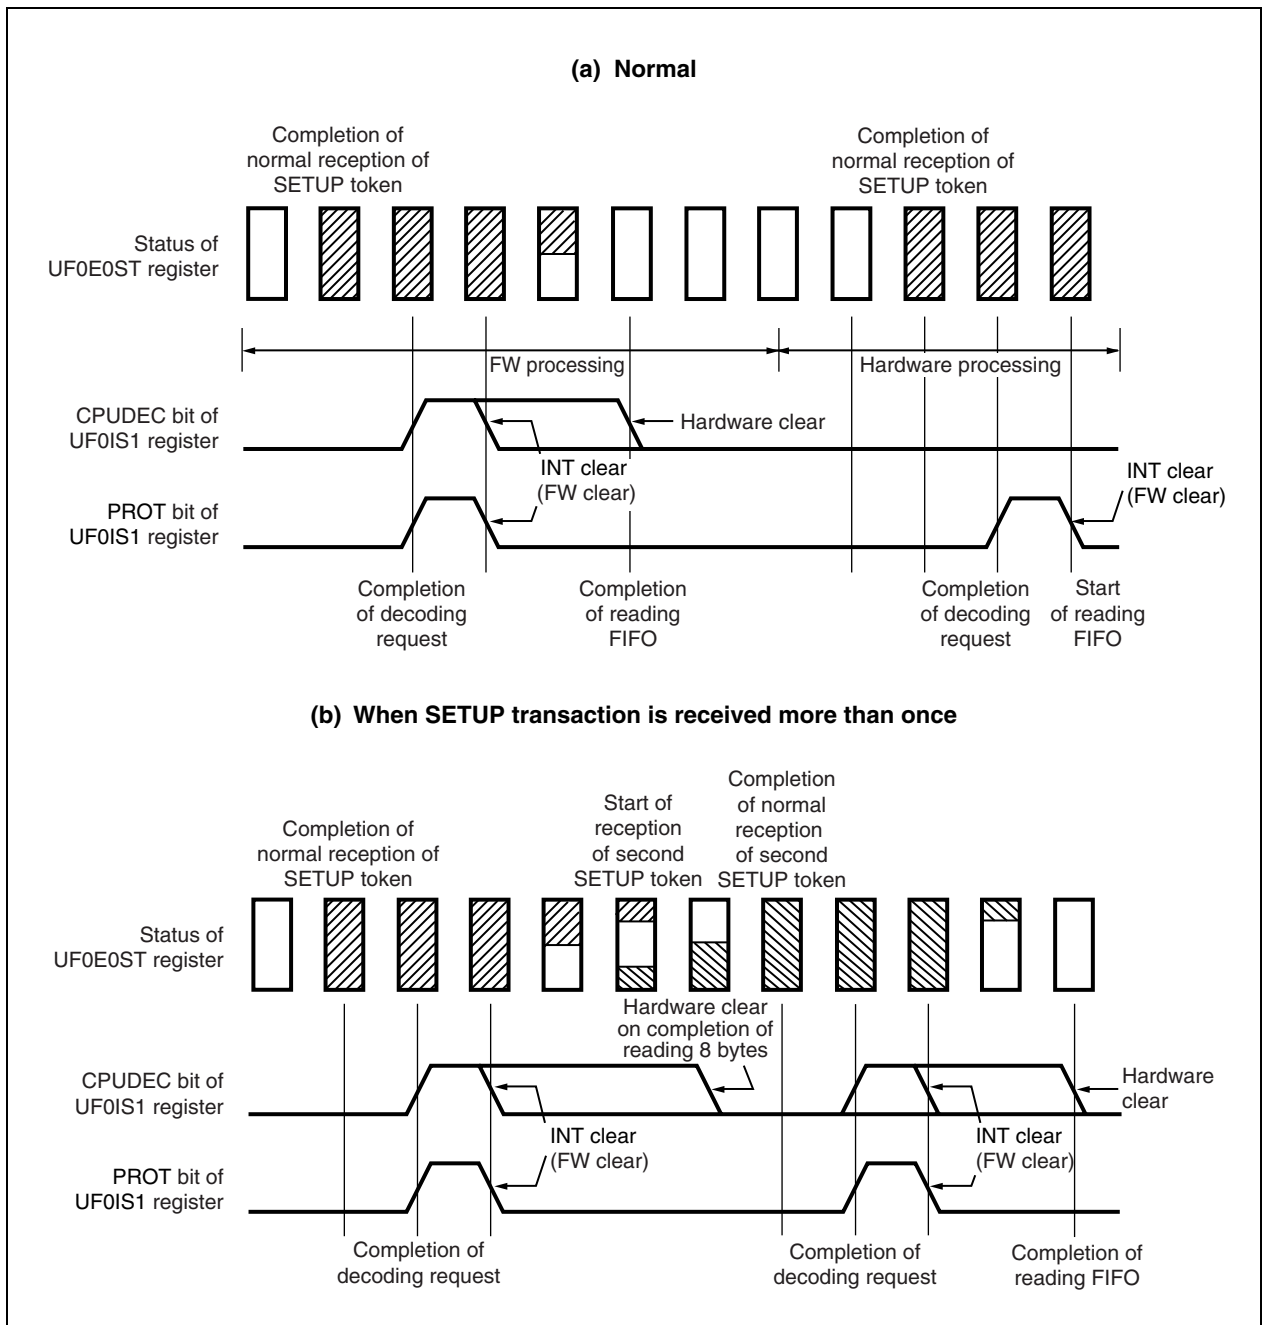 (a) Normal
Completion of
normal reception of
SETUP token
Completion of
normal reception of
SETUP token
Status of
UF0E0ST register
FW processing
Hardware processing
CPUDEC bit of
UF0IS1 register
Hardware clear
INT clear
(FW clear)
INT clear
(FW clear)
PROT bit of
UF0IS1 register
Completion
of decoding
request
Completion
of reading
FIFO
Completion
of decoding
request
Start
of reading
FIFO
(b) When SETUP transaction is received more than once
Completion of
normal reception of
SETUP token
Start of
reception
of second
SETUP token
Completion
of normal
reception
of second
SETUP token
Status of
UF0E0ST register
Hardware clear
on completion of
reading 8 bytes
CPUDEC bit of
UF0IS1 register
Hardware
clear
INT clear
(FW clear)
INT clear
(FW clear)
PROT bit of
UF0IS1 register
Completion of
decoding request
Completion of
decoding request
Completion of
reading FIFO